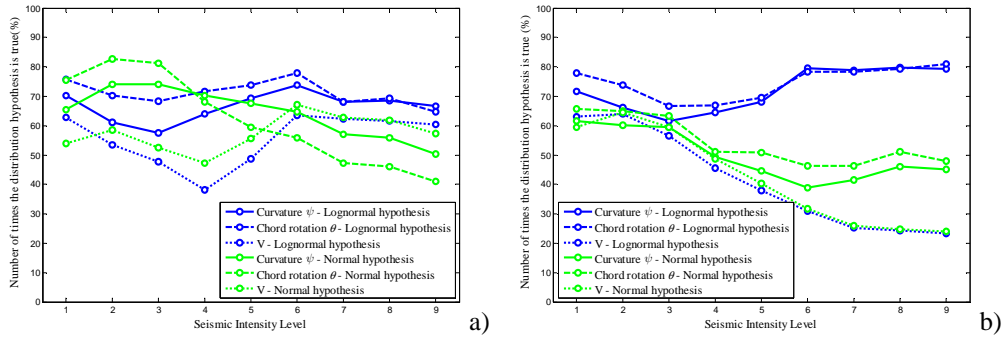 Number of times the distribution hypothesis is true(%)
100
90
80
70
60
50
40
30
20
10
0
Curvature ψ - Lognormal hypothesis
Chord rotation θ - Lognormal hypothesis
V - Lognormal hypothesis
Curvature ψ - Normal hypothesis
Chord rotation θ - Normal hypothesis
V - Normal hypothesis
1 2 3 4 5 6 7 8 9
Seismic Intensity Level
a)
Number of times the distribution hypothesis is true (%)
100
90
80
70
60
50
40
30
20
10
0
Curvature ψ - Lognormal hypothesis
Chord rotation θ - Lognormal hypothesis
V - Lognormal hypothesis
Curvature ψ - Normal hypothesis
Chord rotation θ - Normal hypothesis
V - Normal hypothesis
1 2 3 4 5 6 7 8 9
Seismic Intensity Level
b)